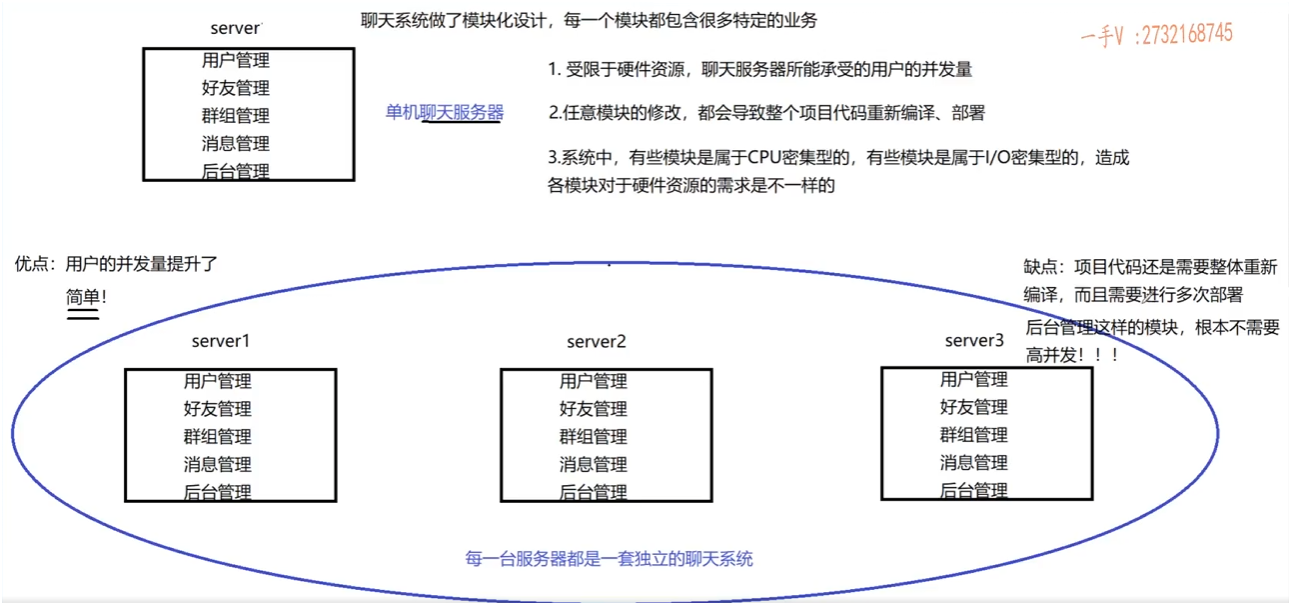 server
聊天系统做了模块化设计，每一个模块都包含很多特定的业务
一手V :2732168745
用户管理
好友管理
群组管理
消息管理
后台管理
单机聊天服务器
1. 受限于硬件资源，聊天服务器所能承受的用户的并发量
2.任意模块的修改，都会导致整个项目代码重新编译、部署
3.系统中，有些模块是属于CPU密集型的，有些模块是属于I/O密集型的，造成
各模块对于硬件资源的需求是不一样的
优点：用户的并发量提升了
简单！
缺点：项目代码还是需要整体重新
编译，而且需要进行多次部署
后台管理这样的模块，根本不需要
高并发！！！
server1
用户管理
好友管理
群组管理
消息管理
后台管理
server2
用户管理
好友管理
群组管理
消息管理
后台管理
server3
用户管理
好友管理
群组管理
消息管理
后台管理
每一台服务器都是一套独立的聊天系统